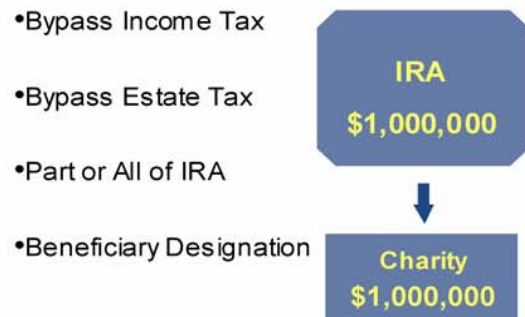 •Bypass Income Tax
•Bypass Estate Tax
•Part or All of IRA
•Beneficiary Designation
IRA
$1,000,000
Charity
$1,000,000